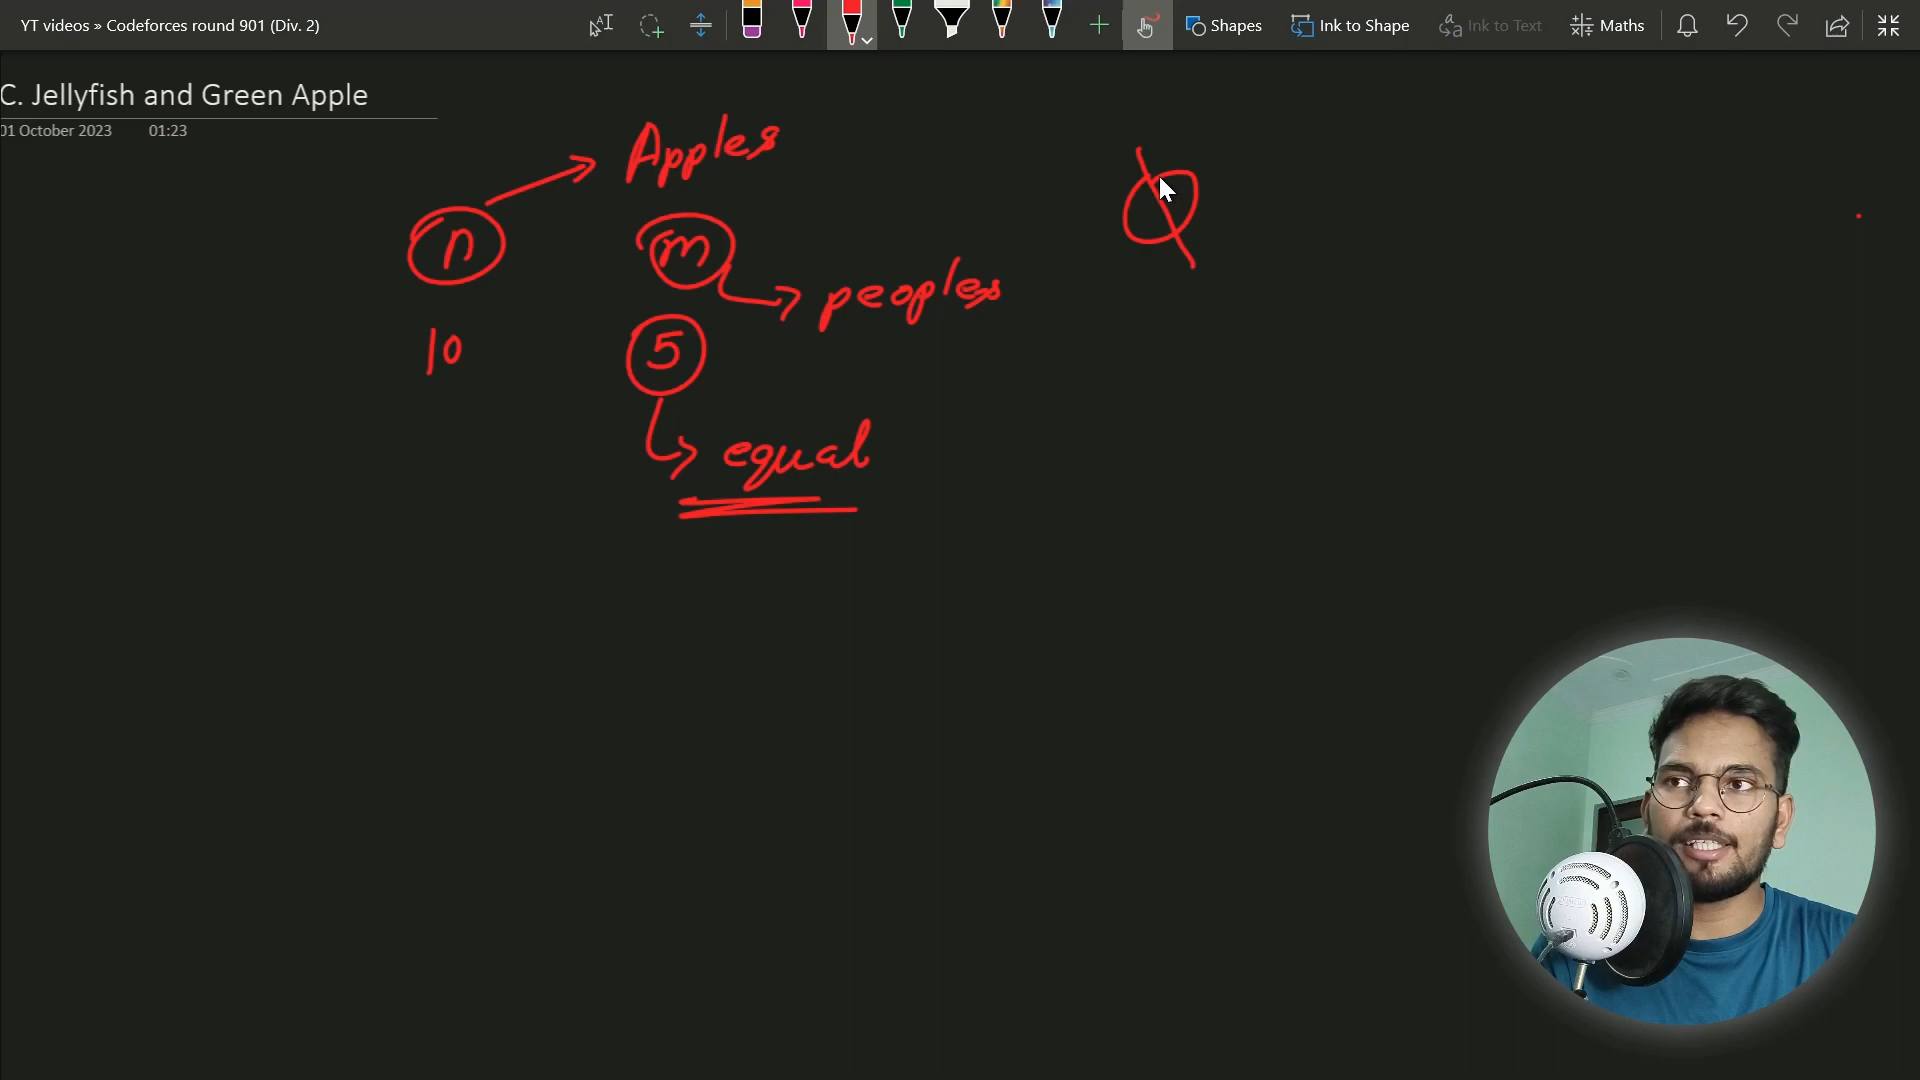 YT videos » Codeforces round 901 (Div. 2)
Shapes
Ink to Shape
Ink to Text
Maths
C. Jellyfish and Green Apple
01 October 2023 01:23
Apples
n
m
peoples
10
5
equal